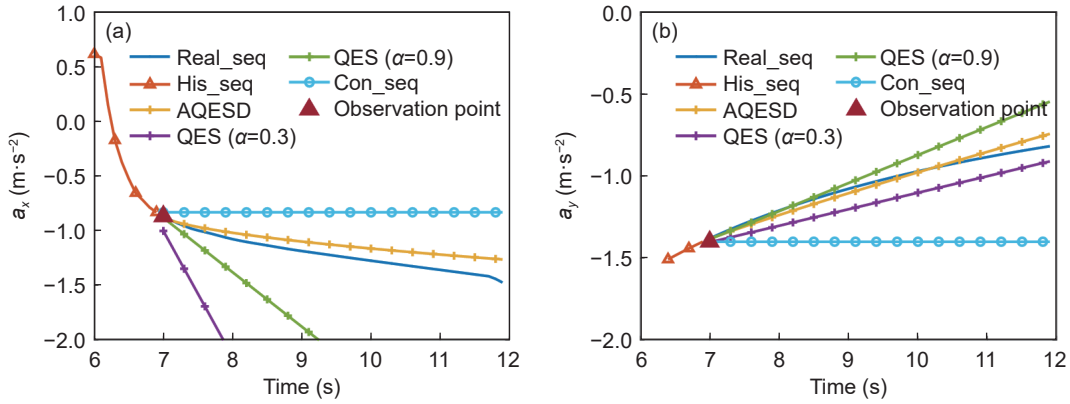 (a)
Real_seq
His_seq
AQESD
QES (α=0.3)
QES (α=0.9)
Con_seq
Observation point
1.0
0.5
0.0
−0.5
−1.0
−1.5
−2.0
aₓ (m·s⁻²)
6 7 8 9 10 11 12
Time (s)
(b)
Real_seq
His_seq
AQESD
QES (α=0.3)
QES (α=0.9)
Con_seq
Observation point
0.0
−0.5
−1.0
−1.5
−2.0
a_y (m·s⁻²)
6 7 8 9 10 11 12
Time (s)